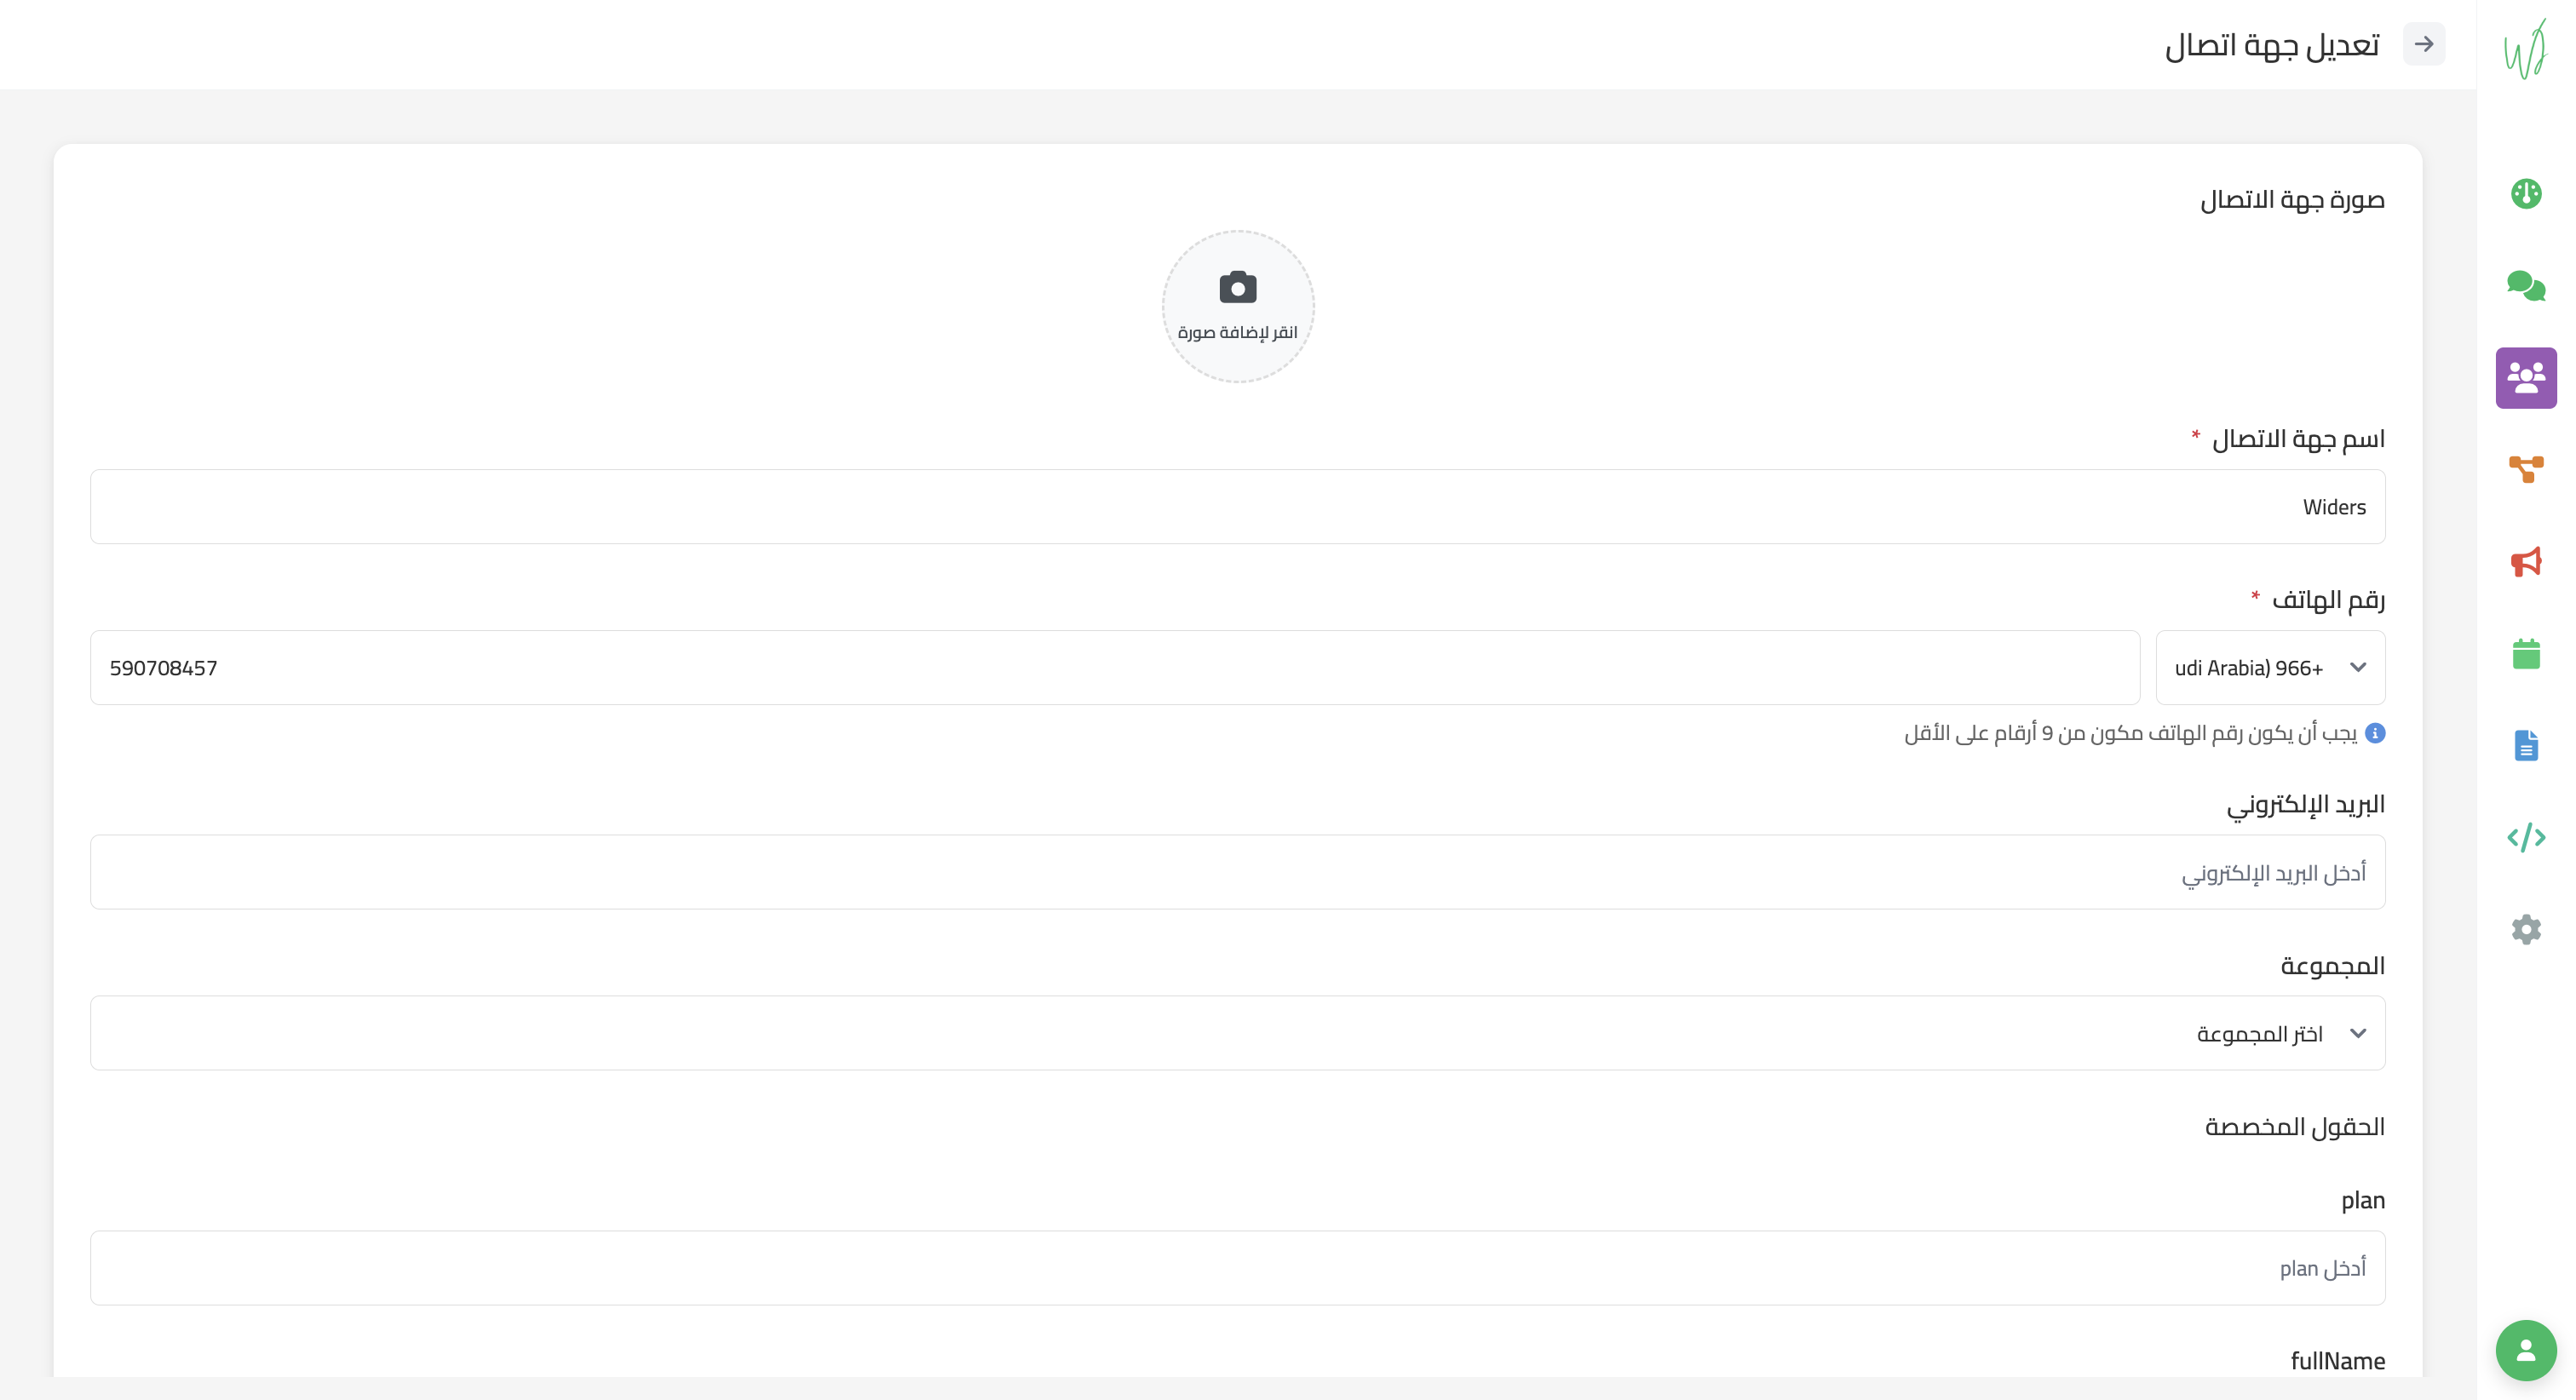 تعديل جهة اتصال
صورة جهة الاتصال
انقر لإضافة صورة
اسم جهة الاتصال *
Widers
رقم الهاتف *
udi Arabia) 966+
590708457
يجب أن يكون رقم الهاتف مكون من 9 أرقام على الأقل
البريد الإلكتروني
أدخل البريد الإلكتروني
المجموعة
اختر المجموعة
الحقول المخصصة
plan
أدخل plan
fullName